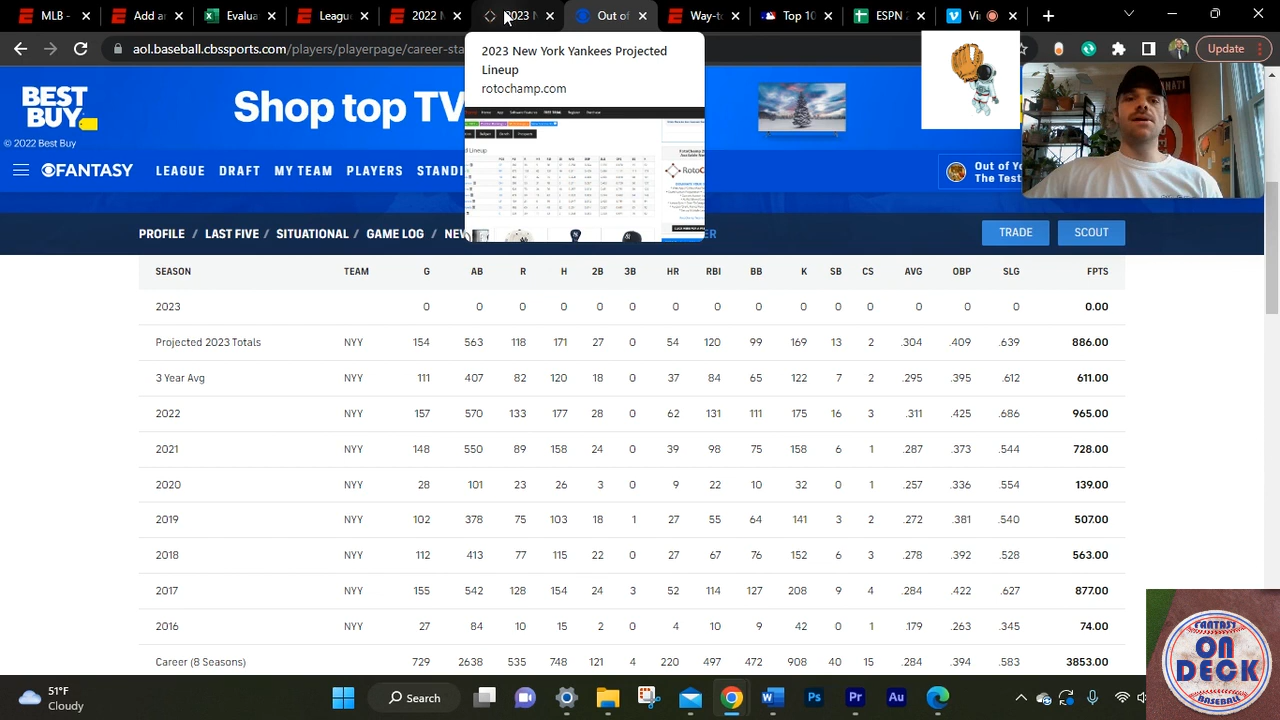 MLB -
Add ar
Evalua
Leagu
2022 N
2023 N
Out of
Way-
Top 10
ESPN
Vi
aol.baseball.cbssports.com/players/playerpage/career-sta
Update
2023 New York Yankees Projected
Lineup
rotochamp.com
BEST
BUY
Shop top TV
© 2022 Best Buy
FANTASY
LEAGUE DRAFT MY TEAM PLAYERS
Out of Yo
The Test
PROFILE / LAST FIVE / SITUATIONAL / GAME LOG / NEW
ER
TRADE
SCOUT
SEASON TEAM G AB R H 2B 3B HR RBI BB K SB CS AVG OBP SLG FPTS
2023 0 0 0 0 0 0 0 0 0 0 0 0 0 0 0 0.00
Projected 2023 Totals NYY 154 563 118 171 27 0 54 120 99 169 13 2 .304 .409 .639 886.00
3 Year Avg NYY 111 407 82 120 18 0 37 84 65 122 7 2 .295 .395 .612 611.00
2022 NYY 157 570 133 177 28 0 62 131 111 175 16 3 .311 .425 .686 965.00
2021 NYY 148 550 89 158 24 0 39 98 75 158 6 1 .287 .373 .544 728.00
2020 NYY 28 101 23 26 3 0 9 22 10 32 0 1 .257 .336 .554 139.00
2019 NYY 102 378 75 103 18 1 27 55 64 141 3 2 .272 .381 .540 507.00
2018 NYY 112 413 77 115 22 0 27 67 76 152 6 3 .278 .392 .528 563.00
2017 NYY 155 542 128 154 24 3 52 114 127 208 9 4 .284 .422 .627 877.00
2016 NYY 27 84 10 15 2 0 4 10 9 42 0 1 .179 .263 .345 74.00
Career (8 Seasons) 729 2638 535 748 121 4 220 497 472 908 40 15 .284 .394 .583 3853.00
FANTASY
ON
DECK
BASEBALL
51°F
Cloudy
Search